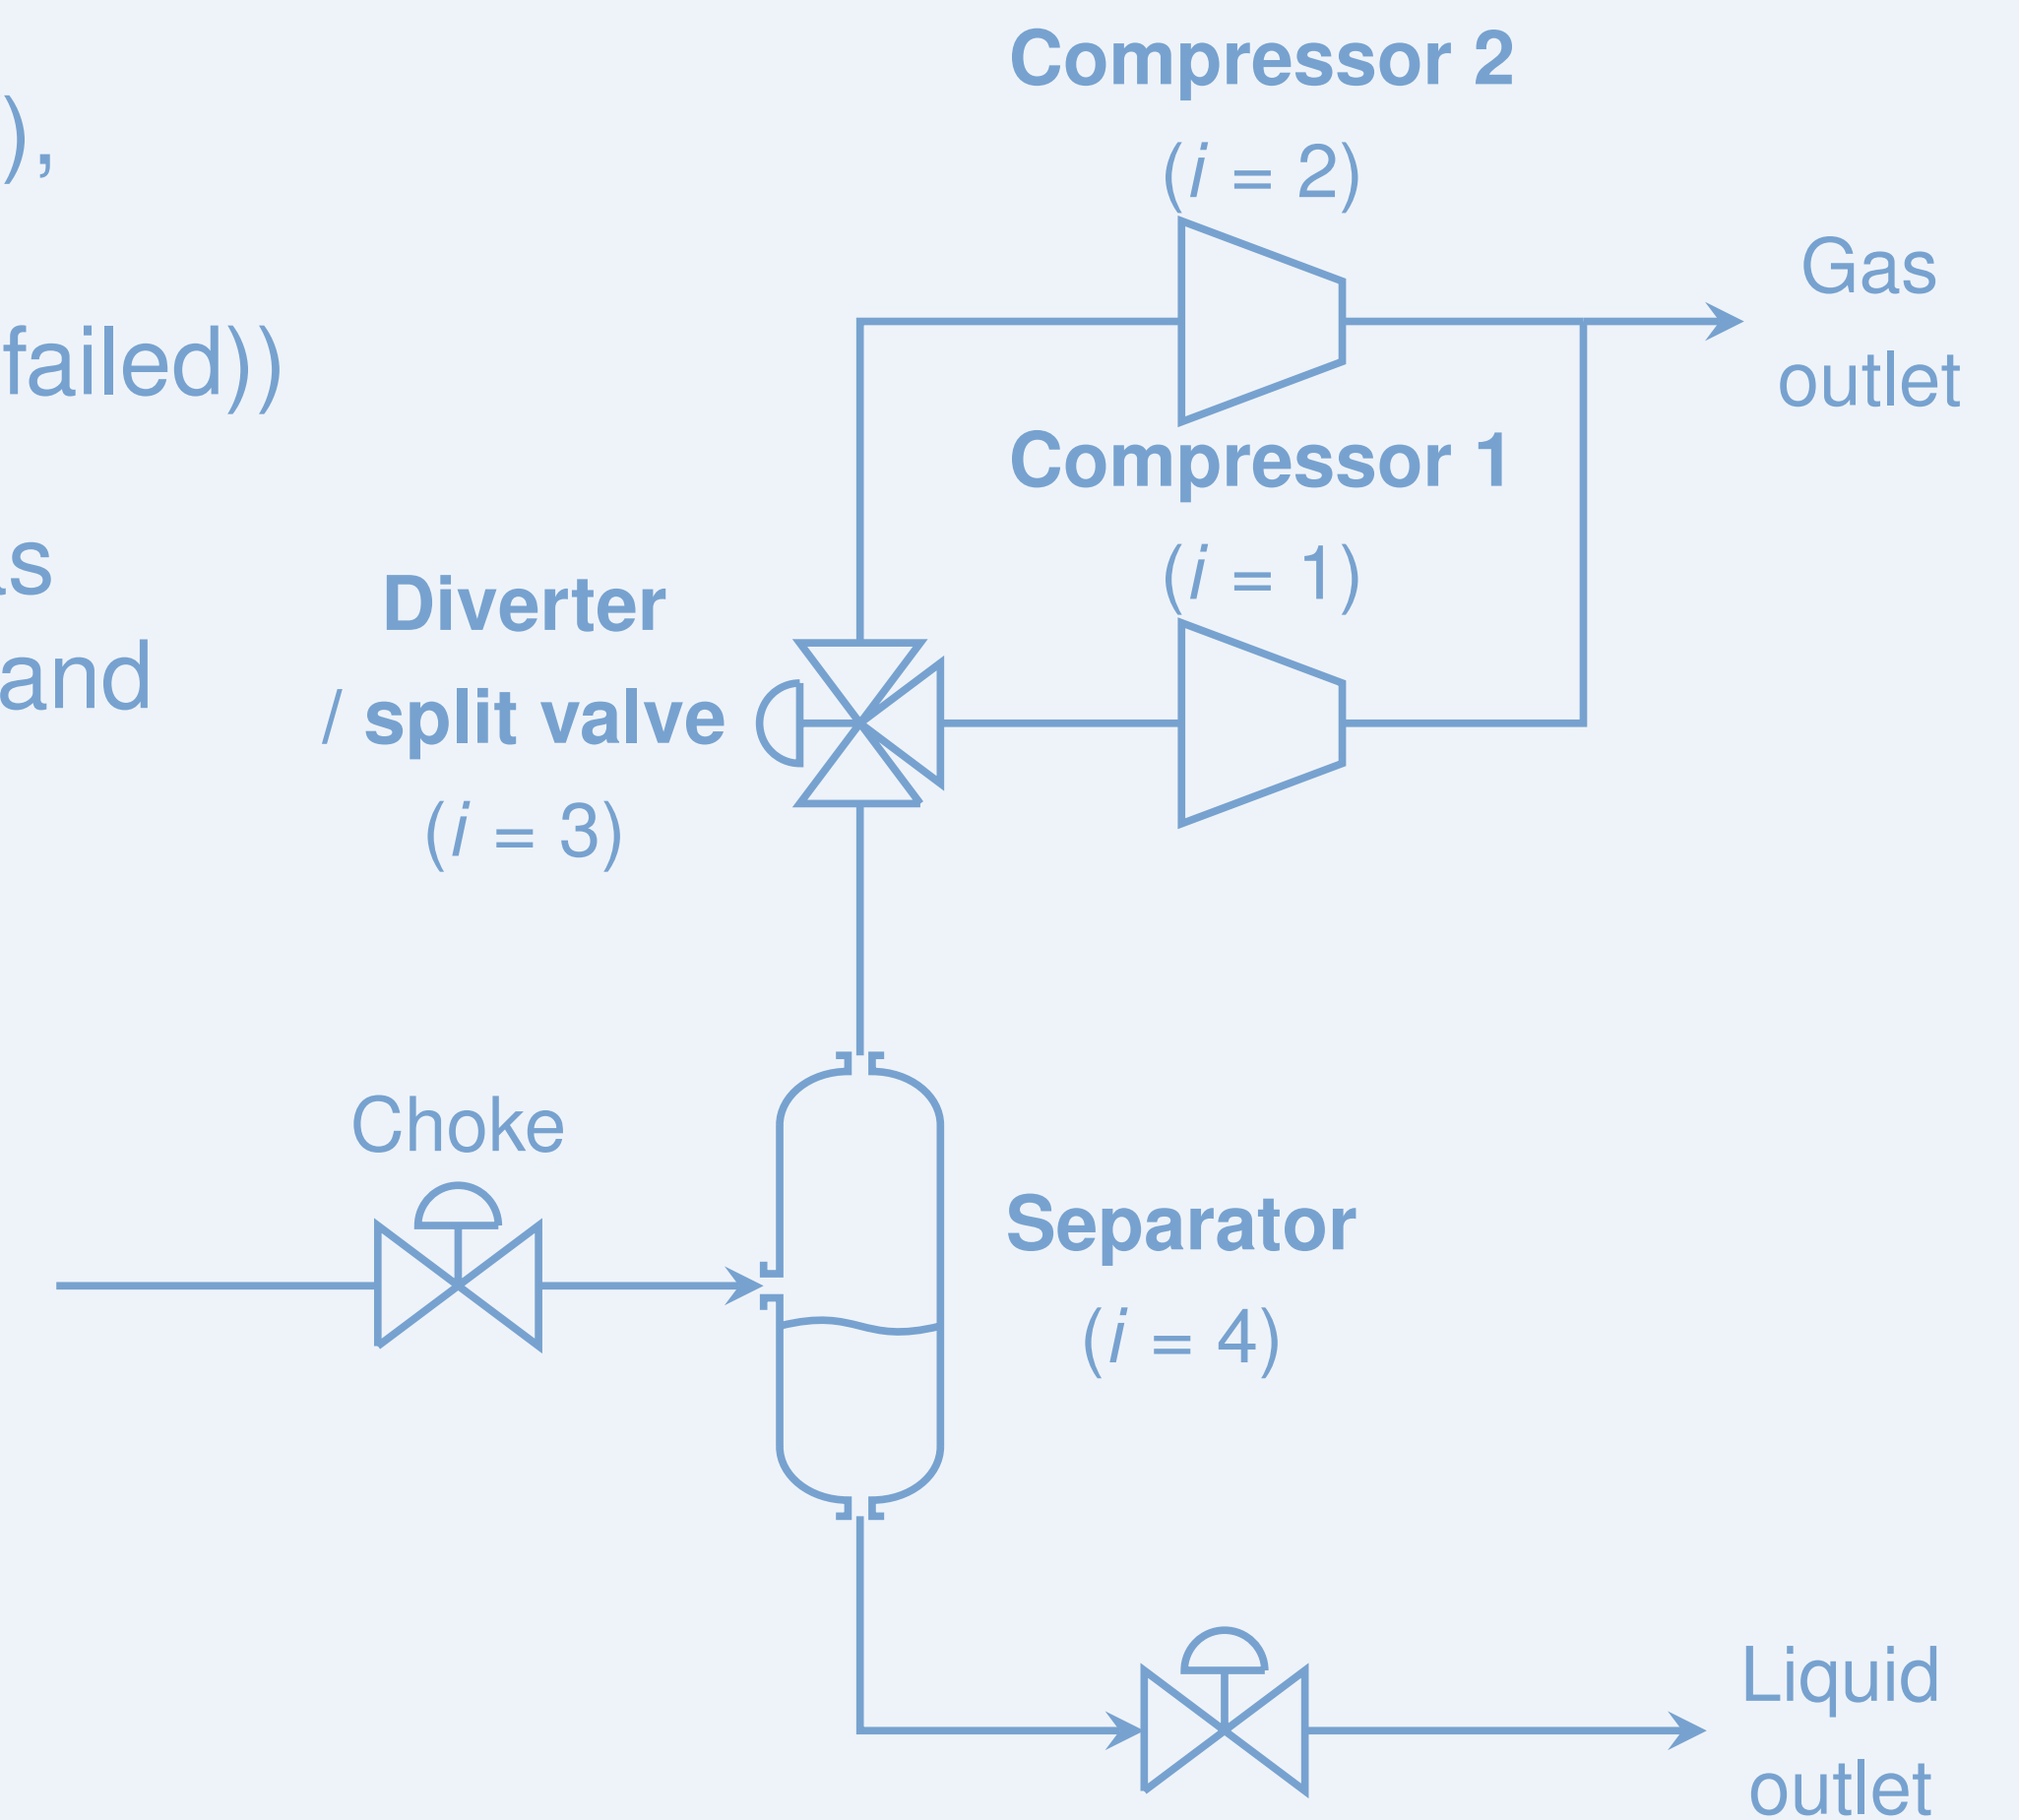 ),
failed))
s
and
Compressor 2
(i = 2)
Gas
outlet
Compressor 1
(i = 1)
Diverter
/ split valve
(i = 3)
Choke
Separator
(i = 4)
Liquid
outlet